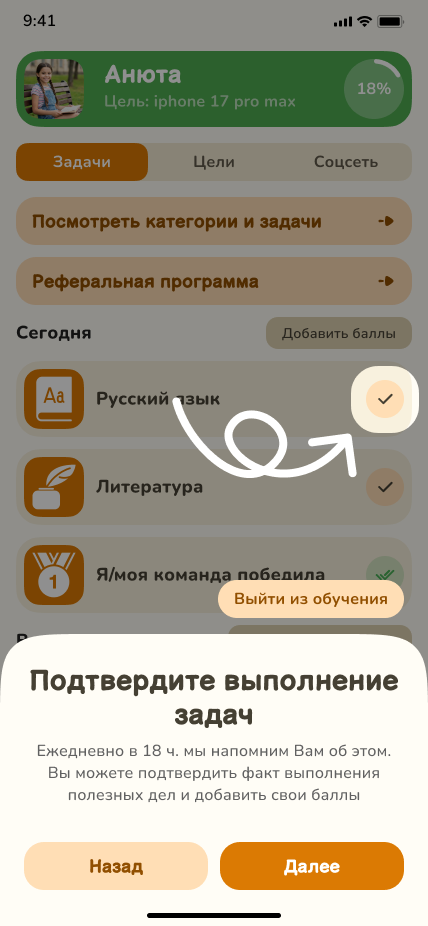 9:41
Анюта
Цель: iphone 17 pro max
18%
Задачи
Цели
Соцсеть
Посмотреть категории и задачи
Реферальная программа
Сегодня
Добавить баллы
Aa
Русский язык
Литература
1
Я/моя команда победила
Выйти из обучения
Подтвердите выполнение
задач
Ежедневно в 18 ч. мы напомним Вам об этом.
Вы можете подтвердить факт выполнения
полезных дел и добавить свои баллы
Назад
Далее